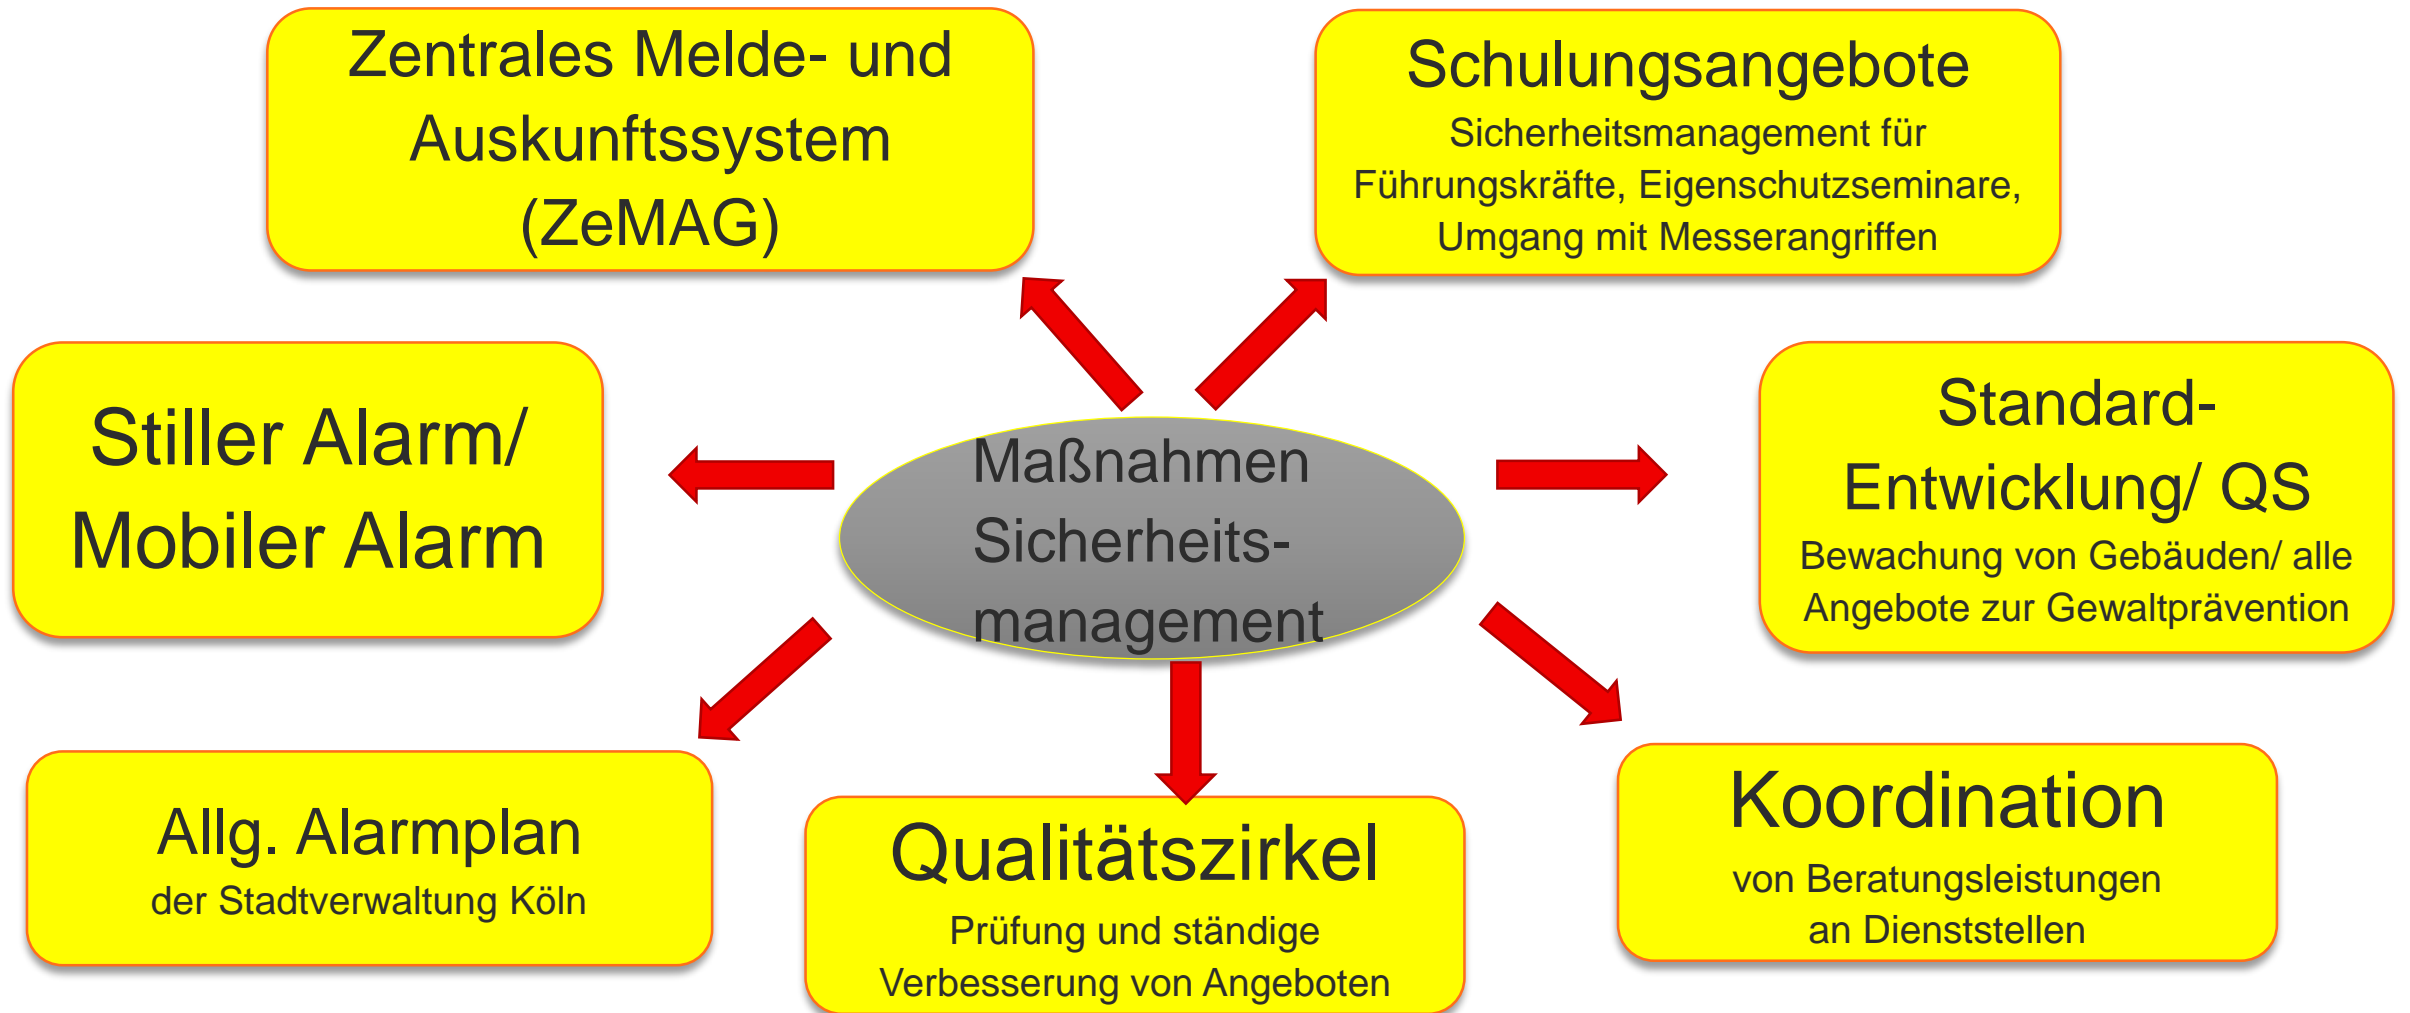 Zentrales Melde- und
Auskunftssystem
(ZeMAG)
Schulungsangebote
Sicherheitsmanagement für
Führungskräfte, Eigenschutzseminare,
Umgang mit Messerangriffen
Stiller Alarm/
Mobiler Alarm
Maßnahmen
Sicherheits-
management
Standard-
Entwicklung/ QS
Bewachung von Gebäuden/ alle
Angebote zur Gewaltprävention
Allg. Alarmplan
der Stadtverwaltung Köln
Qualitätszirkel
Prüfung und ständige
Verbesserung von Angeboten
Koordination
von Beratungsleistungen
an Dienststellen